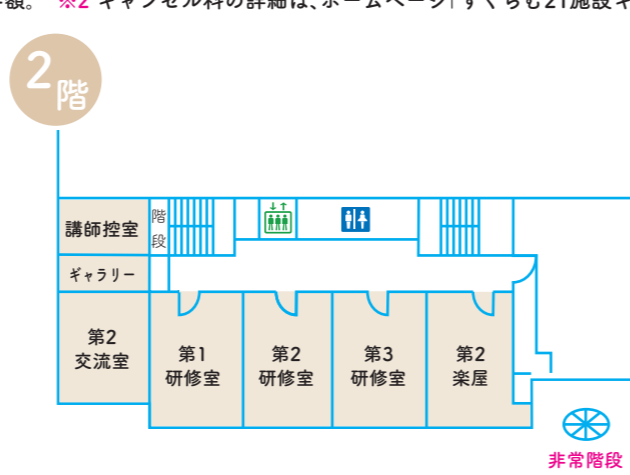 額。 ※2 キャンセル料の詳細は、ホームページ「すくらむ21施設
2階
講師控室
階段
ギャラリー
第2
交流室
第1
研修室
第2
研修室
第3
研修室
第2
楽屋
非常階段